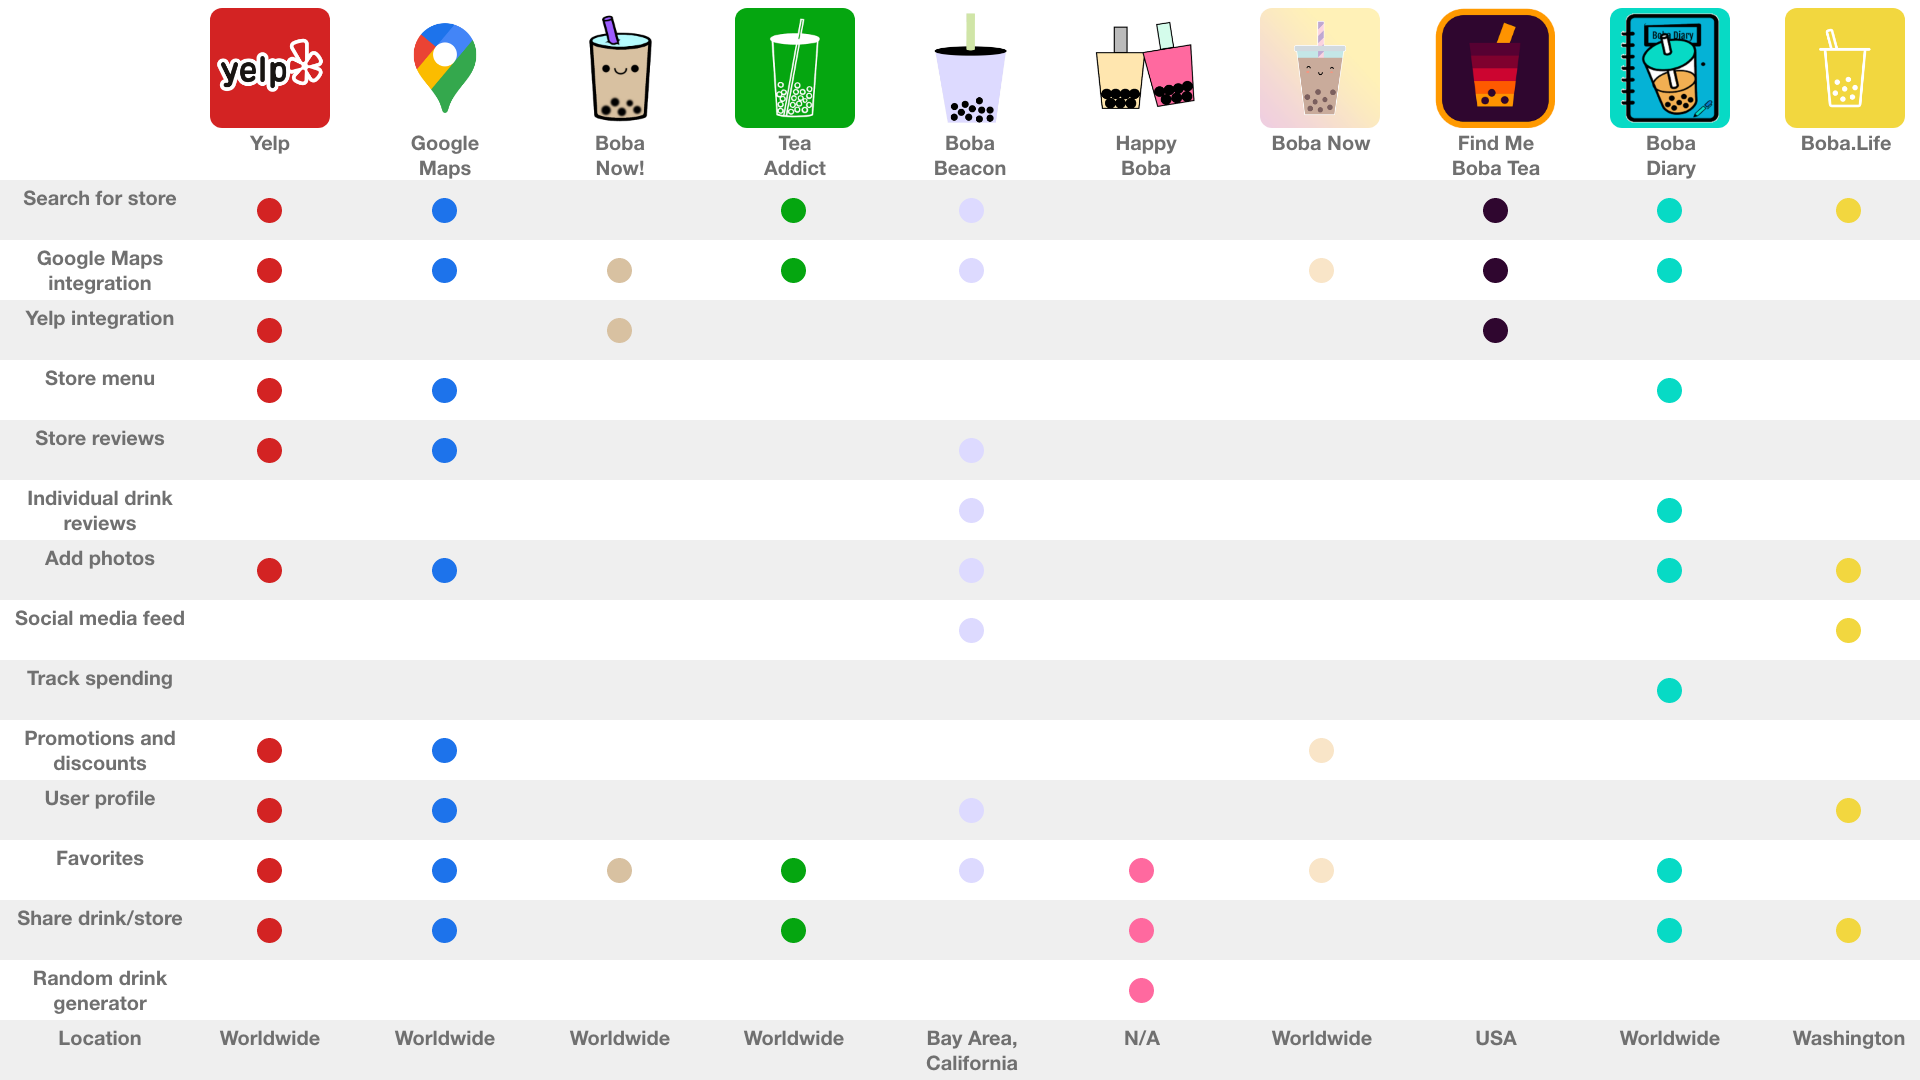 yelp
Boba Diary
Yelp
Google
Maps
Boba
Now!
Tea
Addict
Boba
Beacon
Happy
Boba
Boba Now
Find Me
Boba Tea
Boba
Diary
Boba.Life
Search for store
Google Maps
integration
Yelp integration
Store menu
Store reviews
Individual drink
reviews
Add photos
Social media feed
Track spending
Promotions and
discounts
User profile
Favorites
Share drink/store
Random drink
generator
Location
Worldwide
Worldwide
Worldwide
Worldwide
Bay Area,
California
N/A
Worldwide
USA
Worldwide
Washington